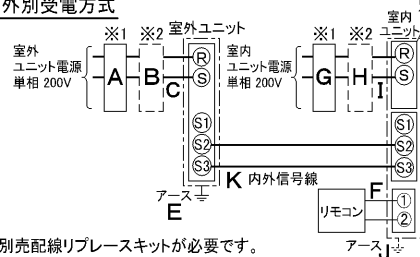 外別受電方式
※1 ※2 室外ユニット
室外
ユニット電源
単相 200V
A B C
R
S
S1
S2
S3
アース
E
※1 ※2 室内
ユニット
室内
ユニット電源
単相 200V
G H I
R
S
S1
S2
S3
K 内外信号線
F
リモコン
①
②
アース
J
別売配線リプレースキットが必要です。